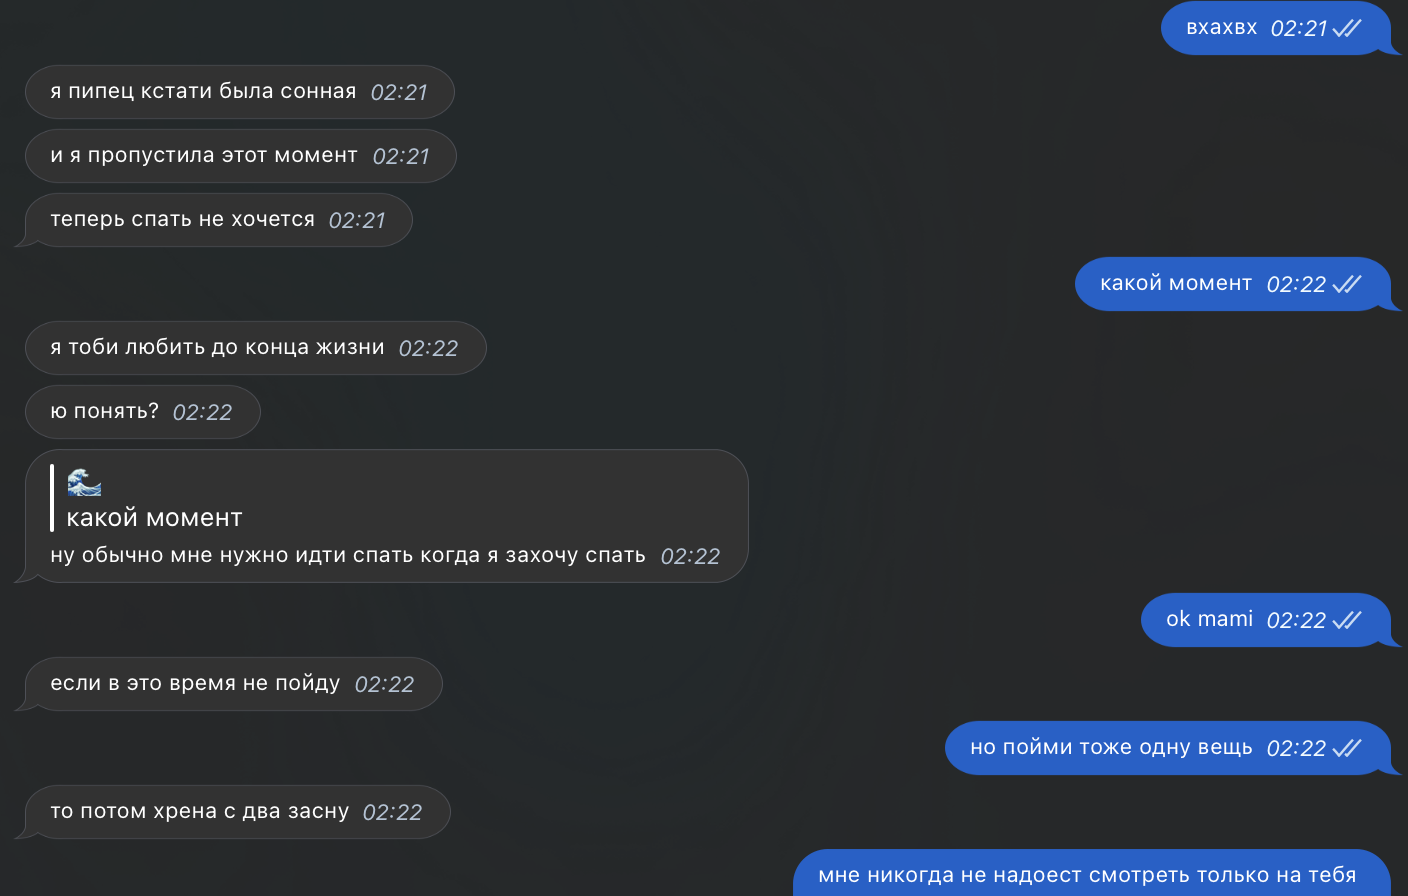 вхахвх 02:21
я пипец кстати была сонная 02:21
и я пропустила этот момент 02:21
теперь спать не хочется 02:21
какой момент 02:22
я тоби любить до конца жизни 02:22
ю понять? 02:22
🌊
какой момент
ну обычно мне нужно идти спать когда я захочу спать 02:22
ok mami 02:22
если в это время не пойду 02:22
но пойми тоже одну вещь 02:22
то потом хрена с два засну 02:22
мне никогда не надоест смотреть только на тебя